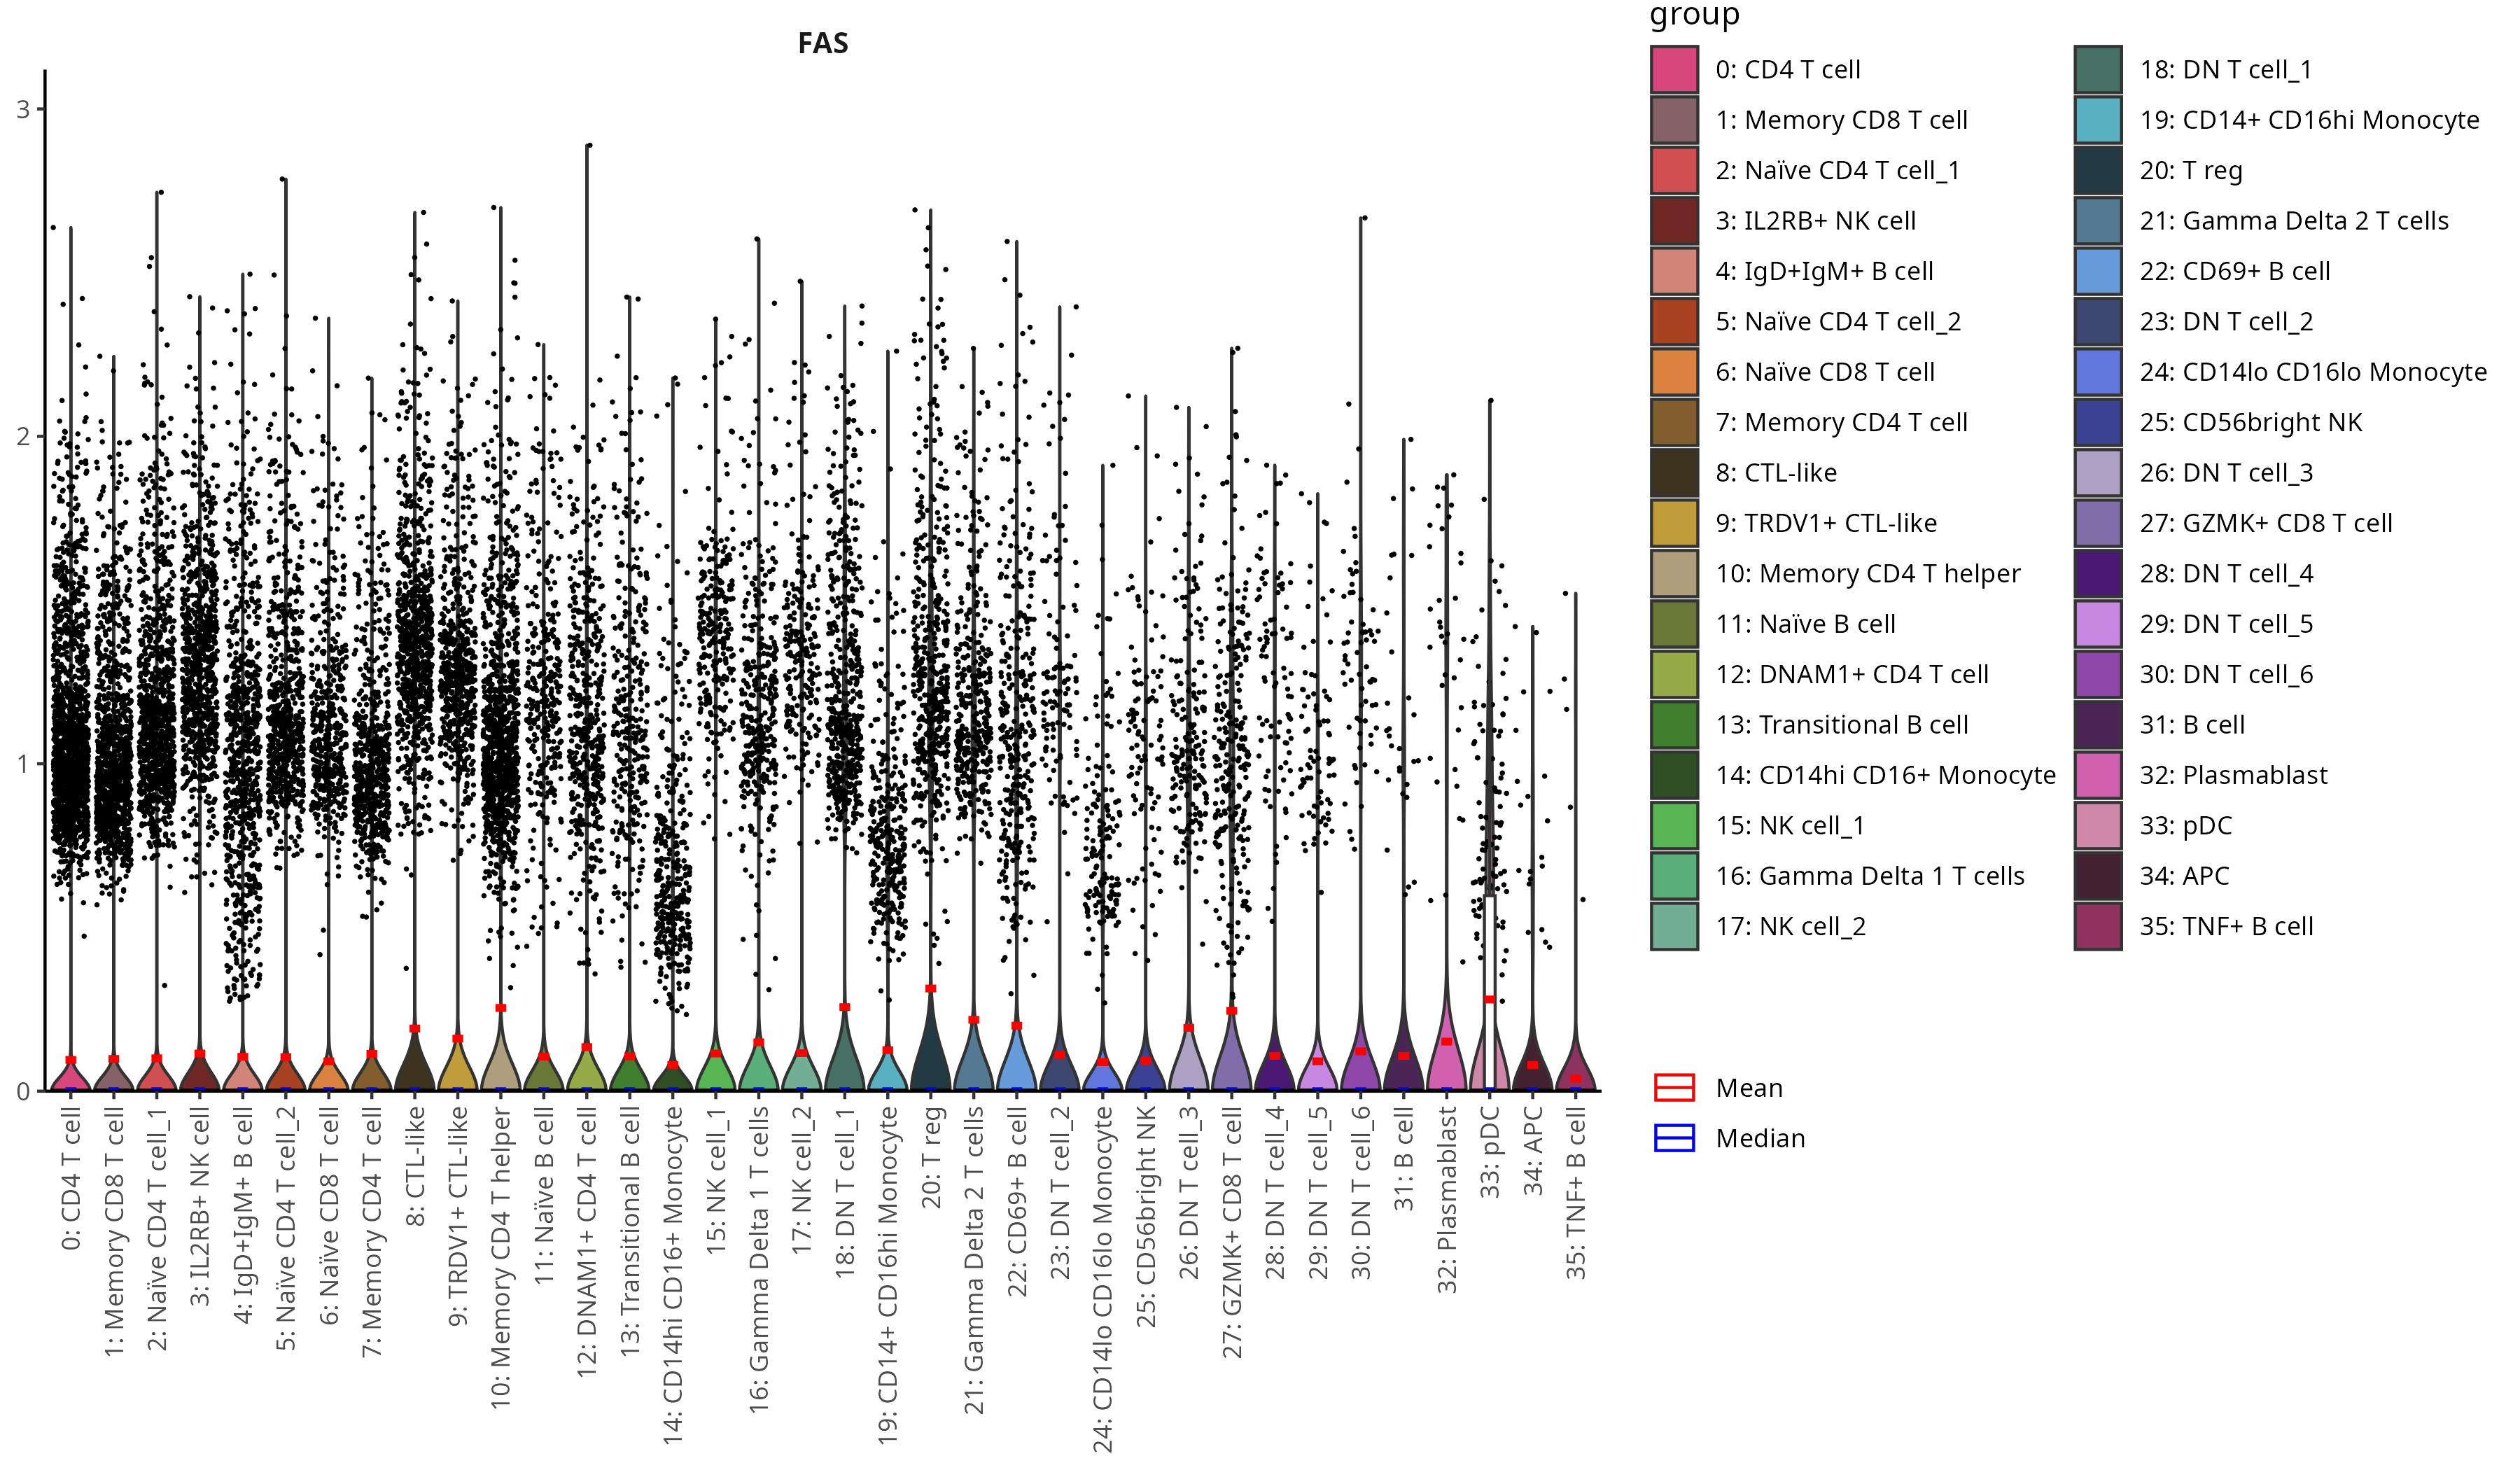 FAS
3
2
1
0
0: CD4 T cell
1: Memory CD8 T cell
2: Naïve CD4 T cell_1
3: IL2RB+ NK cell
4: IgD+IgM+ B cell
5: Naïve CD4 T cell_2
6: Naïve CD8 T cell
7: Memory CD4 T cell
8: CTL-like
9: TRDV1+ CTL-like
10: Memory CD4 T helper
11: Naïve B cell
12: DNAM1+ CD4 T cell
13: Transitional B cell
14: CD14hi CD16+ Monocyte
15: NK cell_1
16: Gamma Delta 1 T cells
17: NK cell_2
18: DN T cell_1
19: CD14+ CD16hi Monocyte
20: T reg
21: Gamma Delta 2 T cells
22: CD69+ B cell
23: DN T cell_2
24: CD14lo CD16lo Monocyte
25: CD56bright NK
26: DN T cell_3
27: GZMK+ CD8 T cell
28: DN T cell_4
29: DN T cell_5
30: DN T cell_6
31: B cell
32: Plasmablast
33: pDC
34: APC
35: TNF+ B cell
group
0: CD4 T cell
1: Memory CD8 T cell
2: Naïve CD4 T cell_1
3: IL2RB+ NK cell
4: IgD+IgM+ B cell
5: Naïve CD4 T cell_2
6: Naïve CD8 T cell
7: Memory CD4 T cell
8: CTL-like
9: TRDV1+ CTL-like
10: Memory CD4 T helper
11: Naïve B cell
12: DNAM1+ CD4 T cell
13: Transitional B cell
14: CD14hi CD16+ Monocyte
15: NK cell_1
16: Gamma Delta 1 T cells
17: NK cell_2
18: DN T cell_1
19: CD14+ CD16hi Monocyte
20: T reg
21: Gamma Delta 2 T cells
22: CD69+ B cell
23: DN T cell_2
24: CD14lo CD16lo Monocyte
25: CD56bright NK
26: DN T cell_3
27: GZMK+ CD8 T cell
28: DN T cell_4
29: DN T cell_5
30: DN T cell_6
31: B cell
32: Plasmablast
33: pDC
34: APC
35: TNF+ B cell
Mean
Median